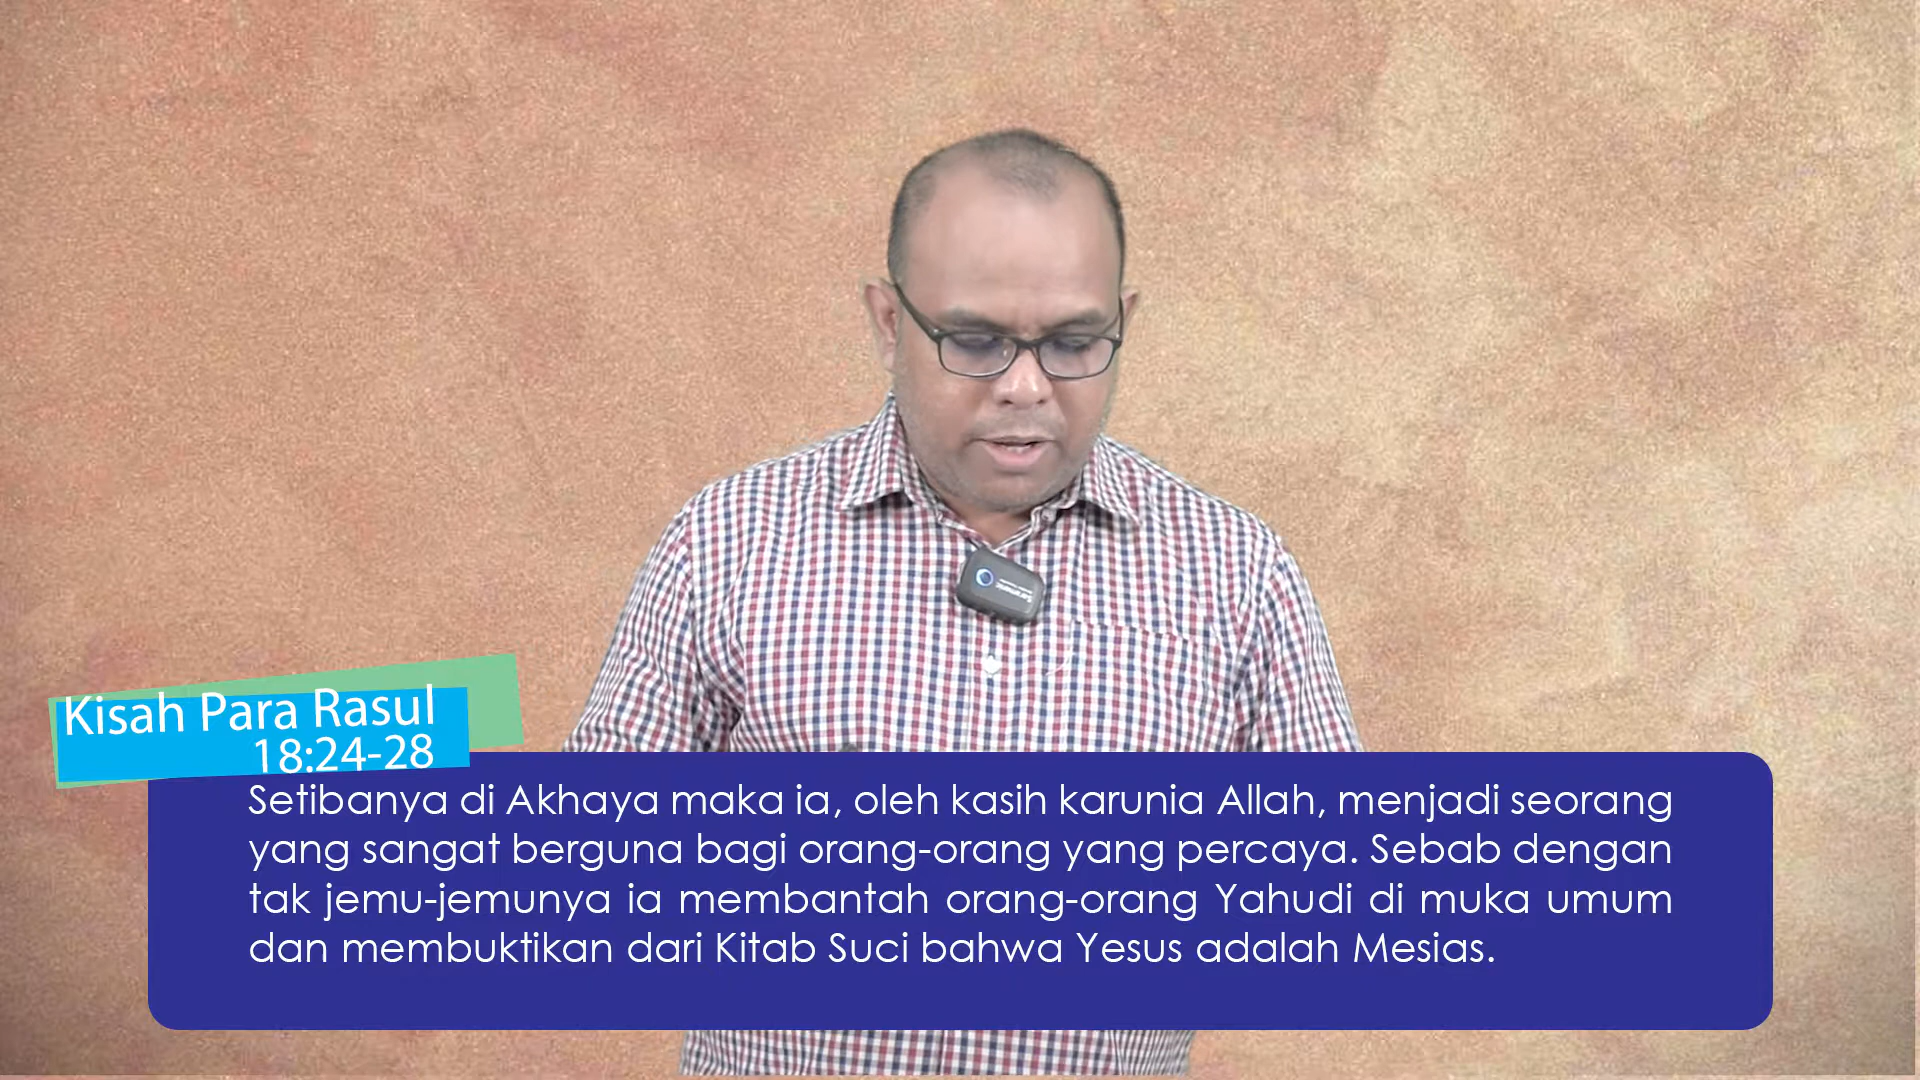 Kisah Para Rasul
18:24-28
Setibanya di Akhaya maka ia, oleh kasih karunia Allah, menjadi seorang
yang sangat berguna bagi orang-orang yang percaya. Sebab dengan
tak jemu-jemunya ia membantah orang-orang Yahudi di muka umum
dan membuktikan dari Kitab Suci bahwa Yesus adalah Mesias.
Saramonic